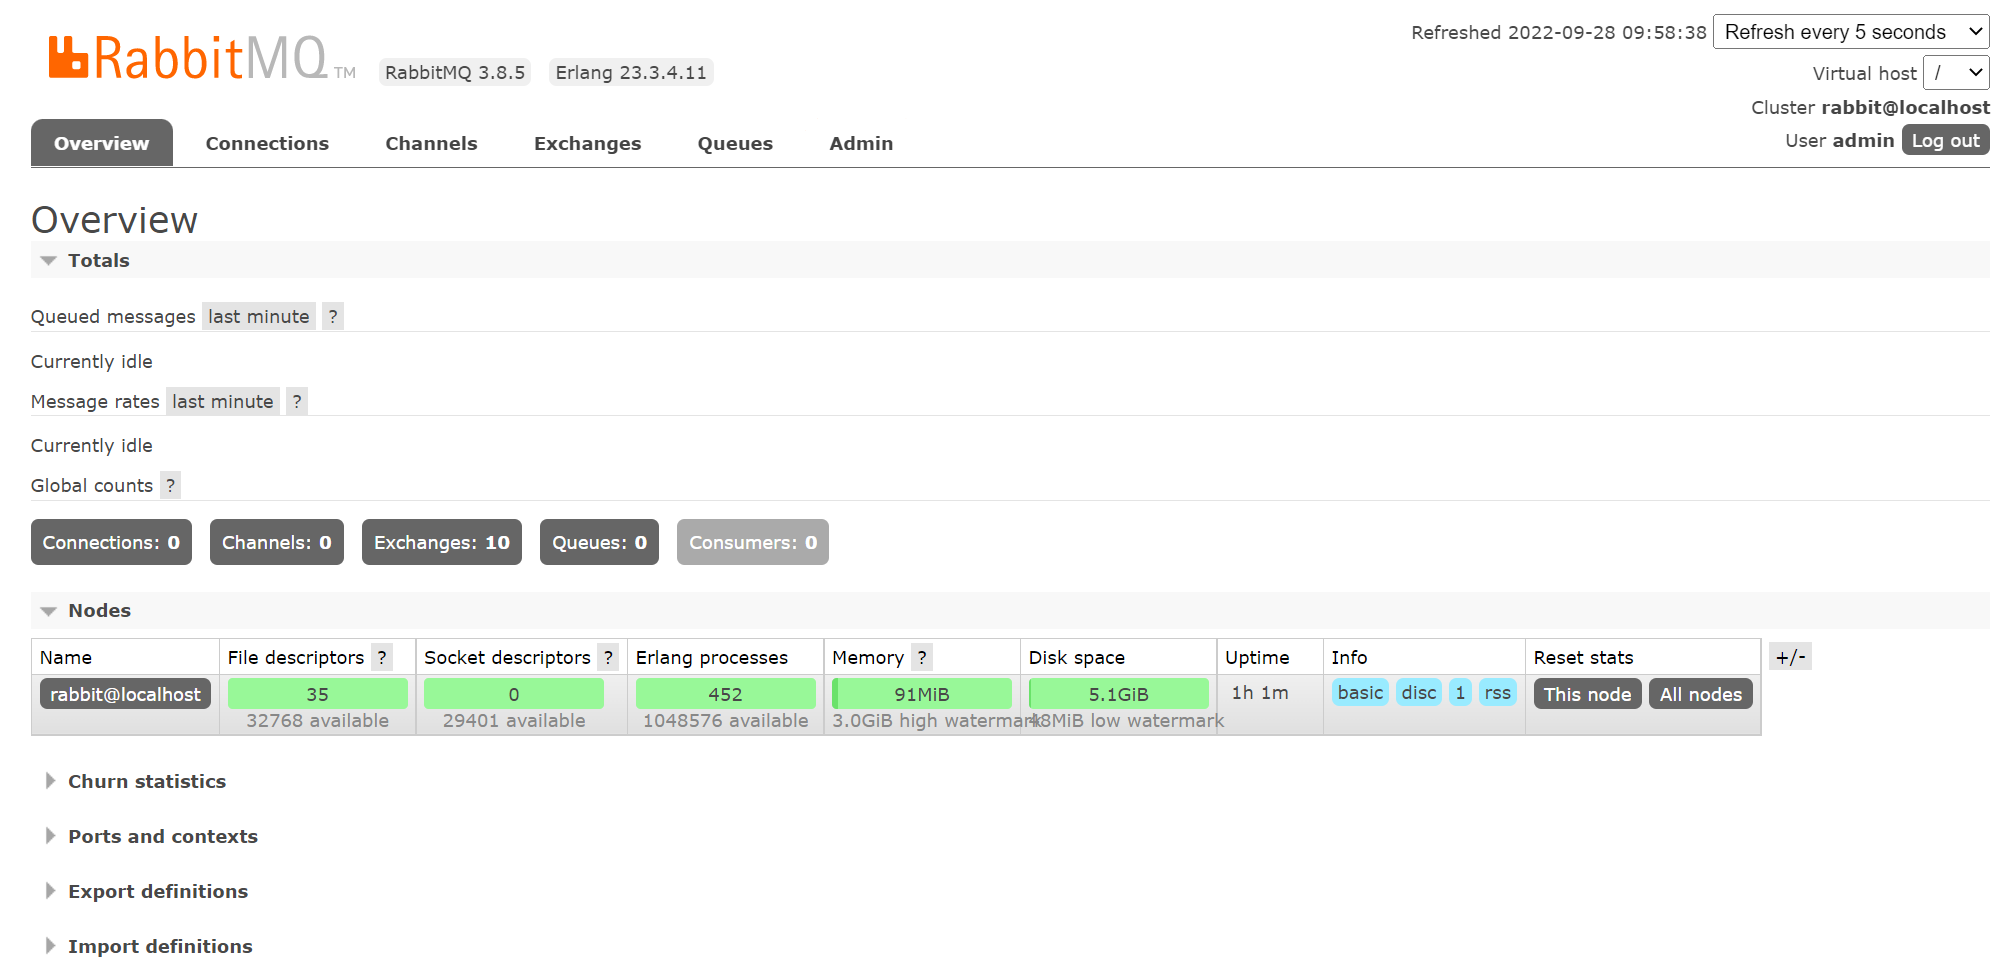 Refreshed 2022-09-28 09:58:38 Refresh every 5 seconds
RabbitMQ TM RabbitMQ 3.8.5 Erlang 23.3.4.11
Virtual host /
Cluster rabbit@localhost
User admin Log out
Overview Connections Channels Exchanges Queues Admin
Overview
Totals
Queued messages last minute ?
Currently idle
Message rates last minute ?
Currently idle
Global counts ?
Connections: 0 Channels: 0 Exchanges: 10 Queues: 0 Consumers: 0
Nodes
Name File descriptors ? Socket descriptors ? Erlang processes Memory ? Disk space Uptime Info Reset stats +/-
rabbit@localhost 35 0 452 91MiB 5.1GiB 1h 1m basic disc 1 rss This node All nodes
32768 available 29401 available 1048576 available 3.0GiB high watermark 48MiB low watermark
Churn statistics
Ports and contexts
Export definitions
Import definitions